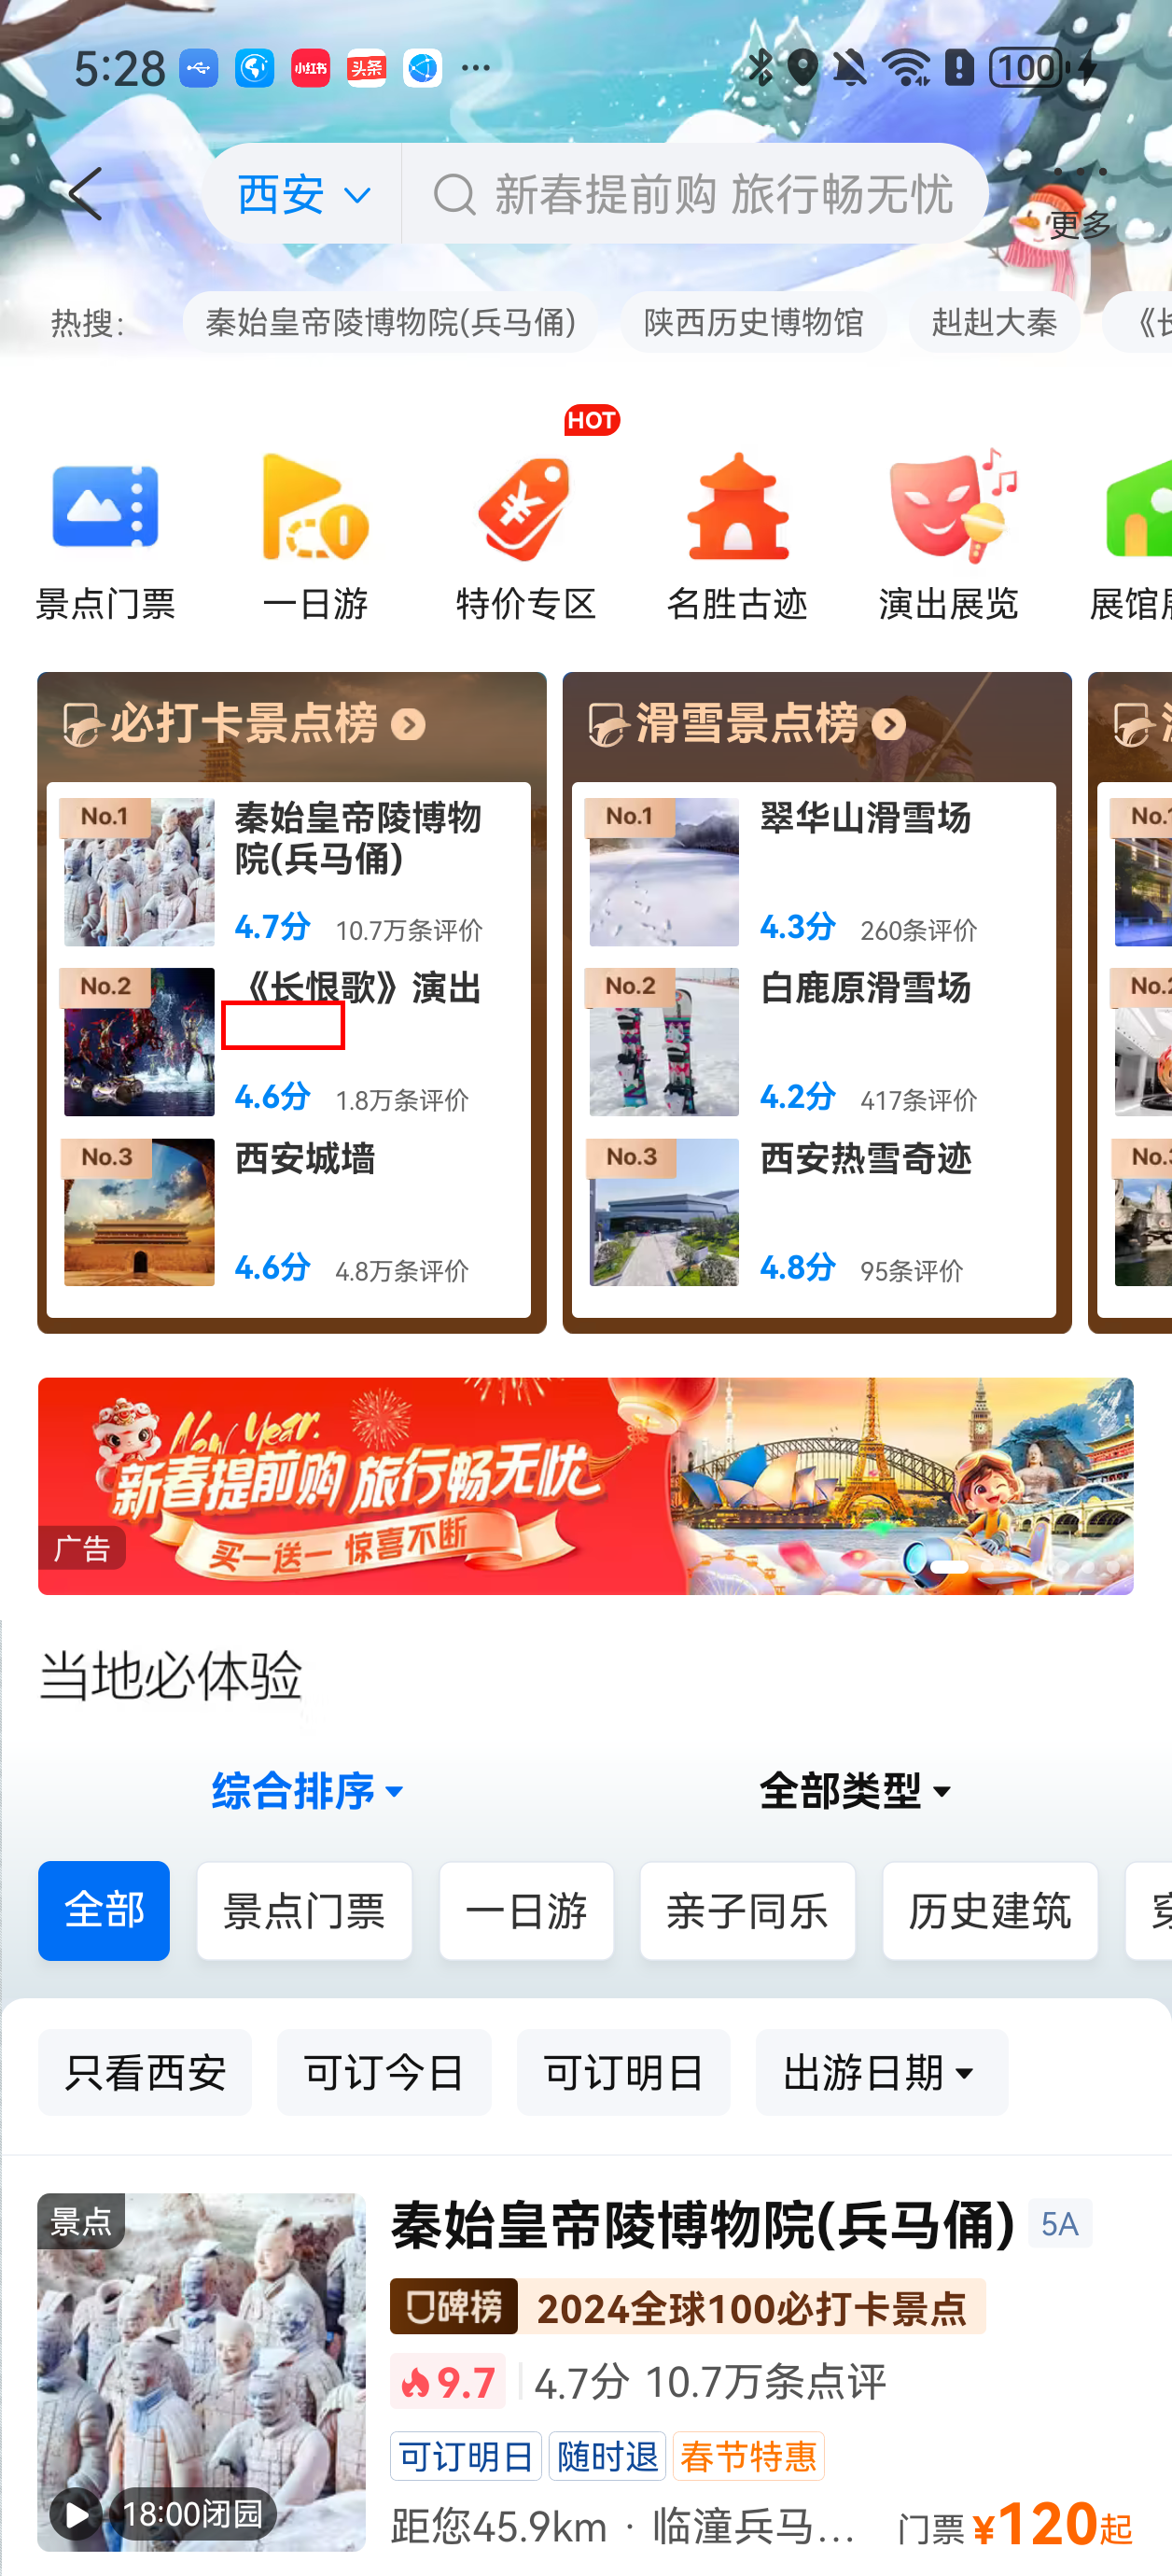 5:28
小红书
头条
100
西安
新春提前购 旅行畅无忧
更多
热搜：
秦始皇帝陵博物院(兵马俑)
陕西历史博物馆
赳赳大秦
HOT
景点门票
一日游
特价专区
名胜古迹
演出展览
展馆
必打卡景点榜
No.1
秦始皇帝陵博物
院(兵马俑)
4.7分 10.7万条评价
No.2
《长恨歌》演出
4.6分 1.8万条评价
No.3
西安城墙
4.6分 4.8万条评价
滑雪景点榜
No.1
翠华山滑雪场
4.3分 260条评价
No.2
白鹿原滑雪场
4.2分 417条评价
No.3
西安热雪奇迹
4.8分 95条评价
New Year.
新春提前购 旅行畅无忧
买一送一 惊喜不断
广告
当地必体验
综合排序
全部类型
全部
景点门票
一日游
亲子同乐
历史建筑
只看西安
可订今日
可订明日
出游日期
景点
秦始皇帝陵博物院(兵马俑) 5A
口碑榜 2024全球100必打卡景点
9.7 4.7分 10.7万条点评
可订明日 随时退 春节特惠
18:00闭园
距您45.9km · 临潼兵马... 门票¥120起